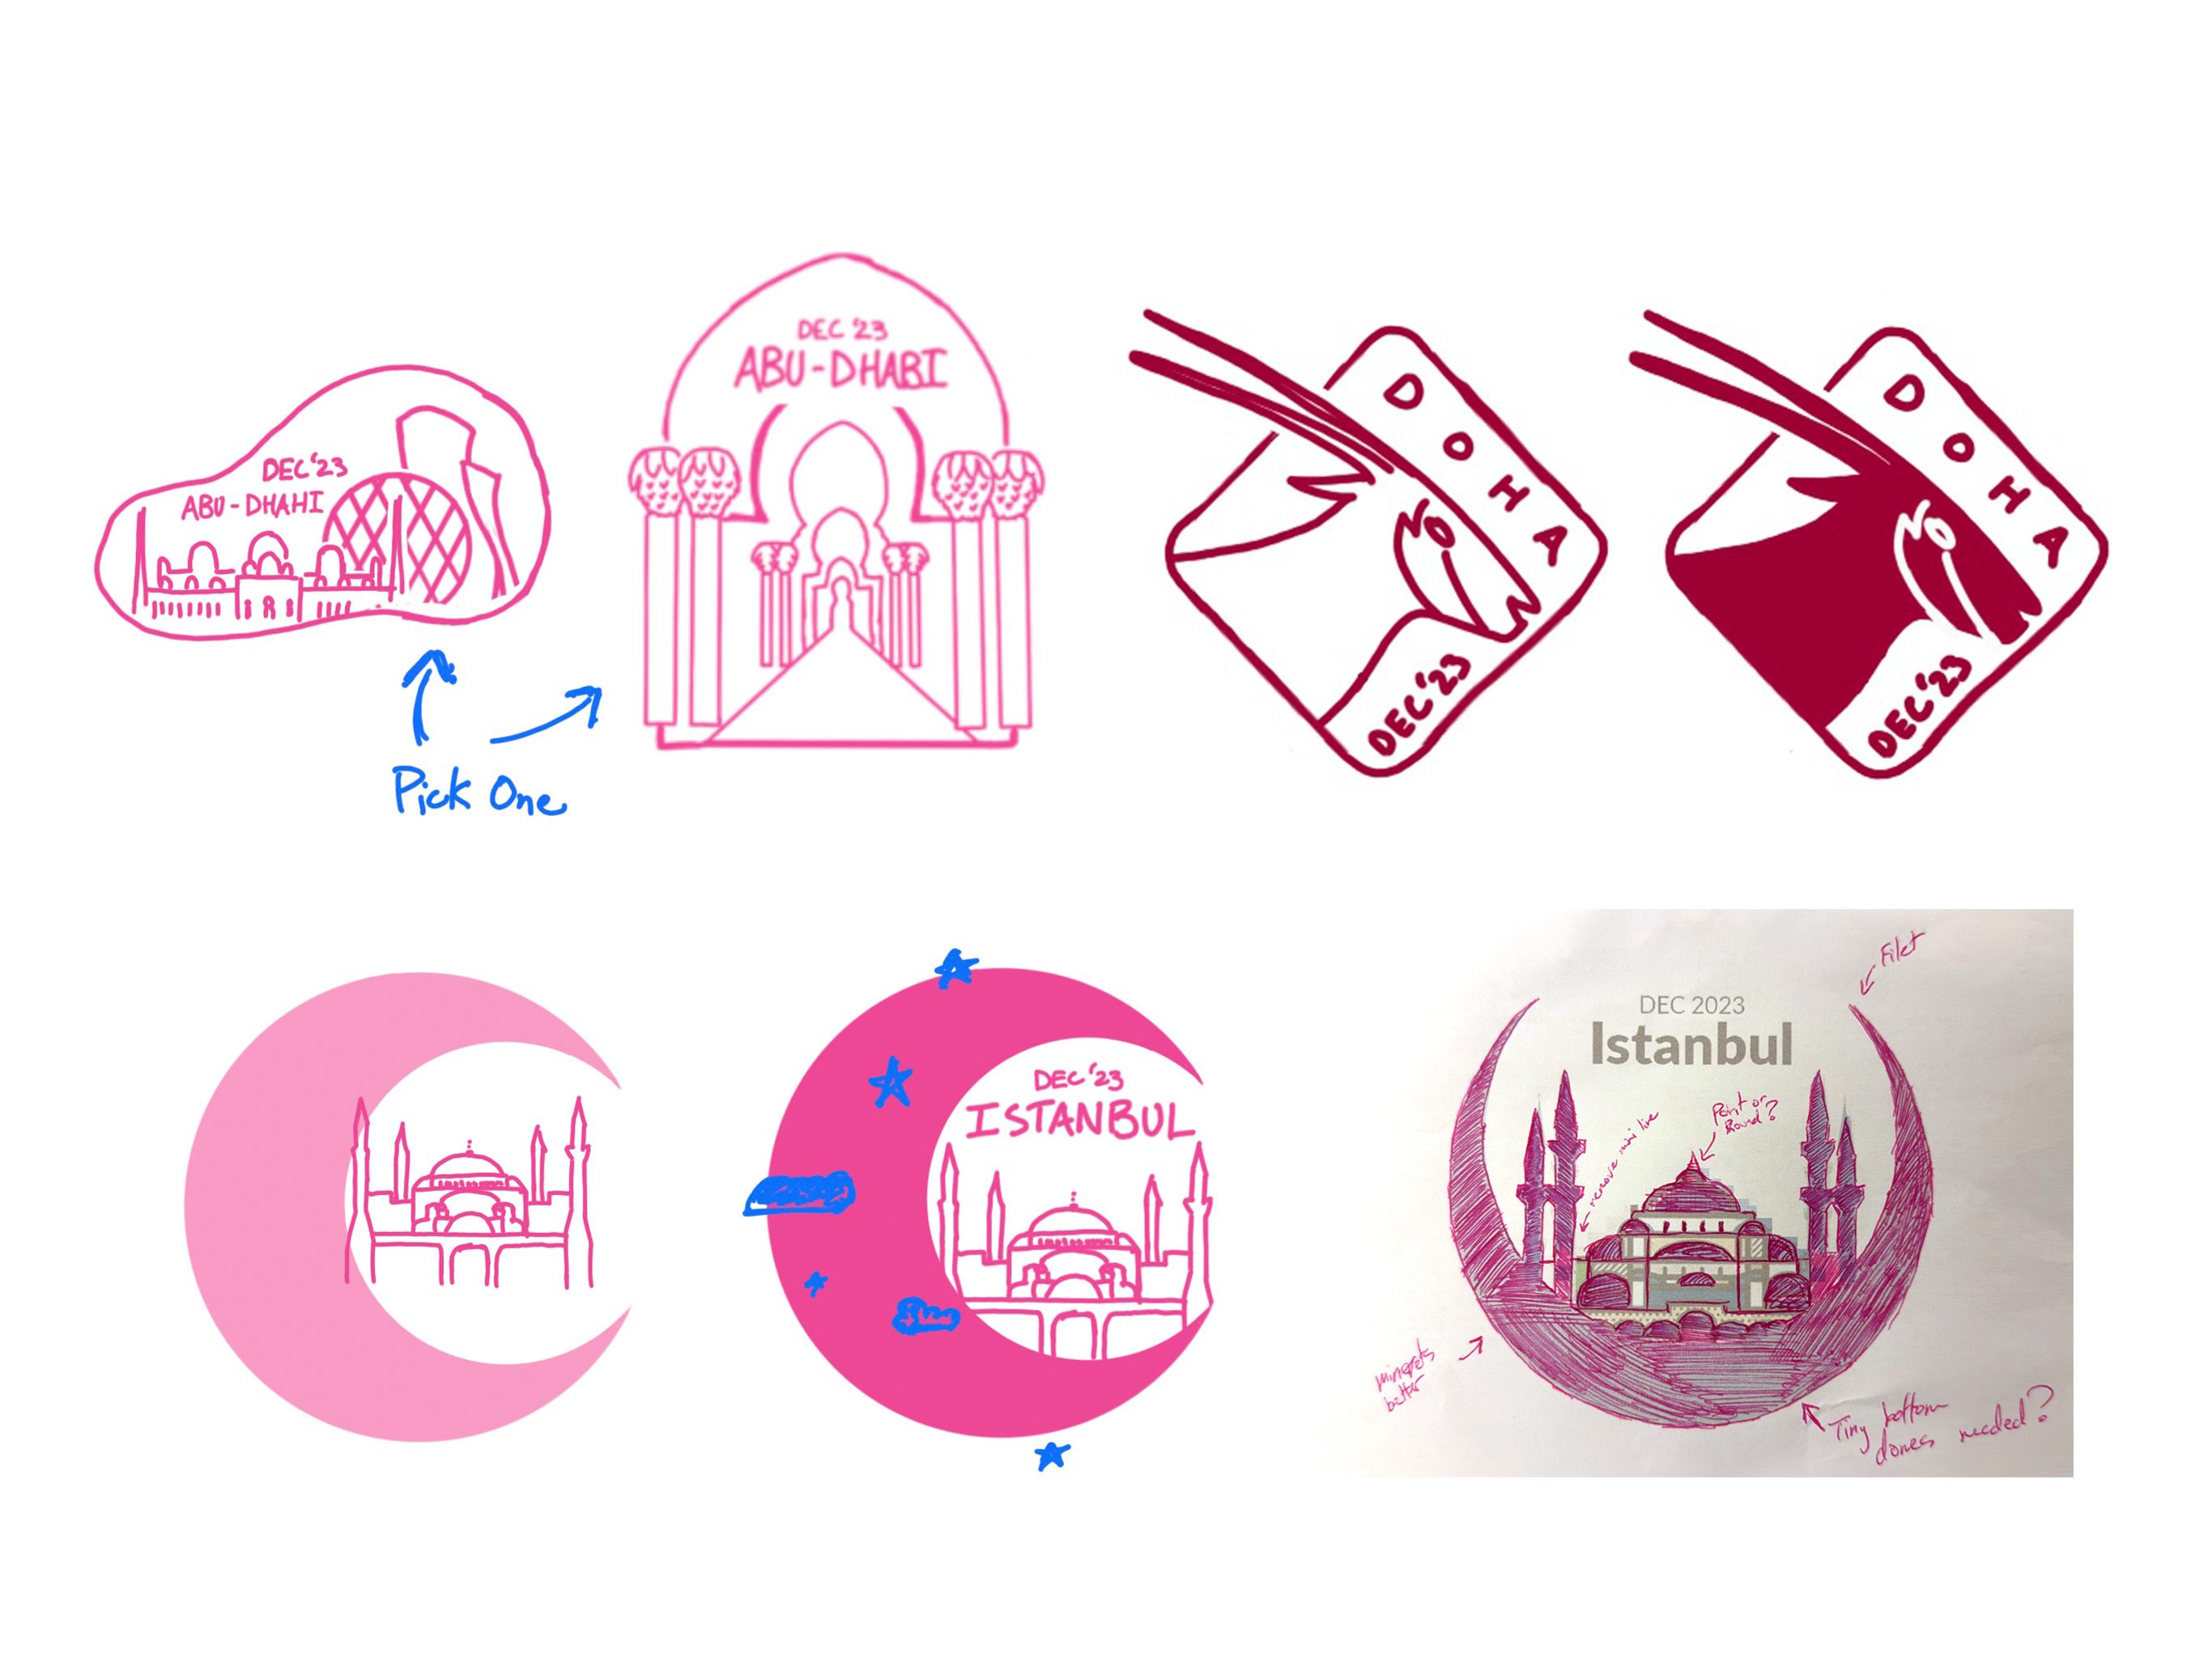 DEC '23
ABU-DHAHI
DEC '23
ABU-DHABI
DOHA
DEC '23
DOHA
DEC '23
Pick One
DEC '23
ISTANBUL
Filet
DEC 2023
Istanbul
Point or
Round?
remove mini line
minarets
better
Tiny bottom
domes needed?